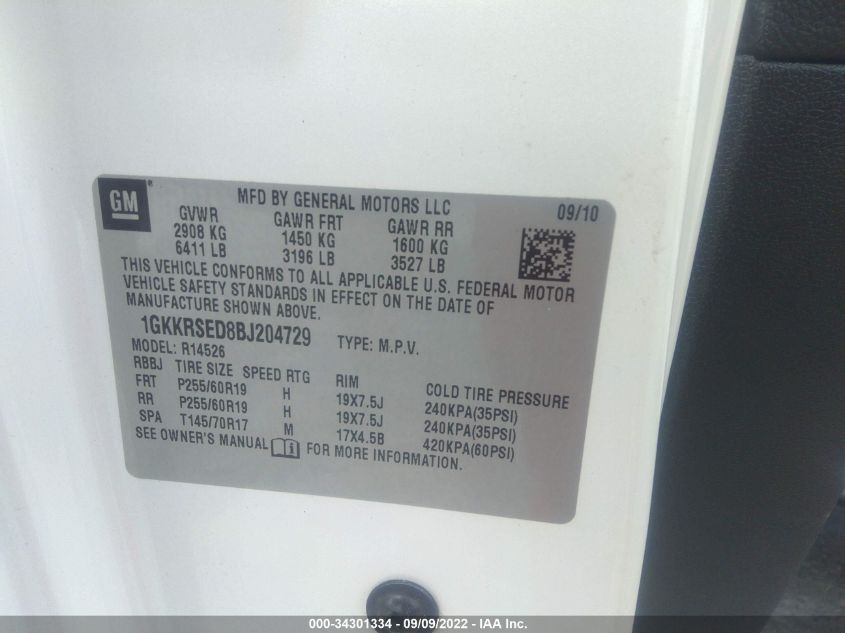 GM ®
MFD BY GENERAL MOTORS LLC 09/10
GVWR GAWR FRT GAWR RR
2908 KG 1450 KG 1600 KG
6411 LB 3196 LB 3527 LB
THIS VEHICLE CONFORMS TO ALL APPLICABLE U.S. FEDERAL MOTOR
VEHICLE SAFETY STANDARDS IN EFFECT ON THE DATE OF
MANUFACTURE SHOWN ABOVE.
1GKKRSED8BJ204729 TYPE: M.P.V.
MODEL: R14526
RBBJ TIRE SIZE SPEED RTG RIM COLD TIRE PRESSURE
FRT P255/60R19 H 19X7.5J 240KPA(35PSI)
RR P255/60R19 H 19X7.5J 240KPA(35PSI)
SPA T145/70R17 M 17X4.5B 420KPA(60PSI)
SEE OWNER'S MANUAL FOR MORE INFORMATION.
000-34301334 - 09/09/2022 - IAA Inc.